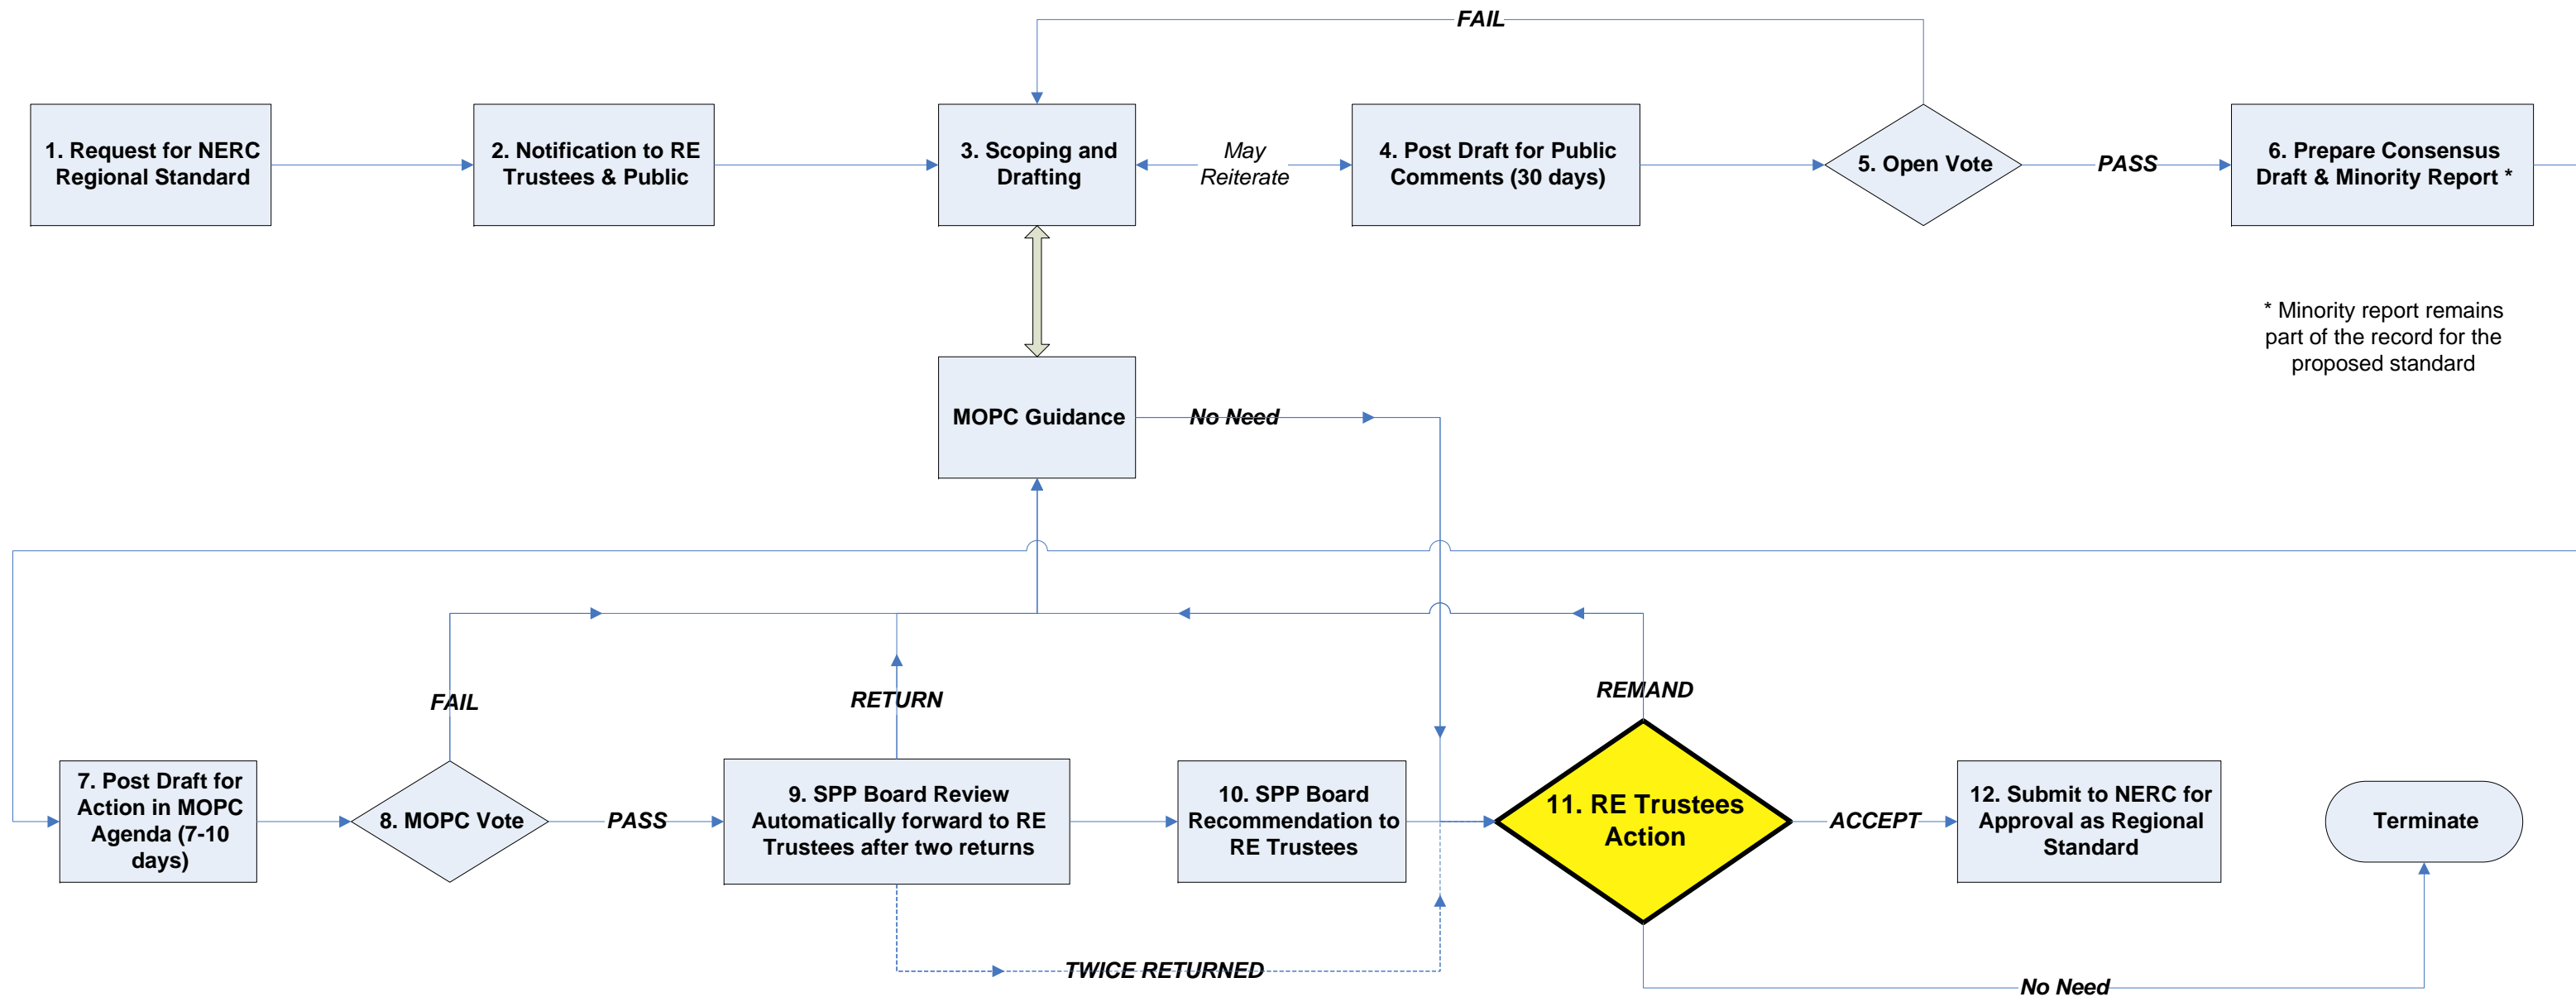 FAIL
1. Request for NERC
Regional Standard
2. Notification to RE
Trustees & Public
3. Scoping and
Drafting
May
Reiterate
4. Post Draft for Public
Comments (30 days)
5. Open Vote
PASS
6. Prepare Consensus
Draft & Minority Report *
* Minority report remains
part of the record for the
proposed standard
MOPC Guidance
No Need
FAIL
RETURN
REMAND
7. Post Draft for
Action in MOPC
Agenda (7-10
days)
8. MOPC Vote
PASS
9. SPP Board Review
Automatically forward to RE
Trustees after two returns
10. SPP Board
Recommendation to
RE Trustees
11. RE Trustees
Action
ACCEPT
12. Submit to NERC for
Approval as Regional
Standard
Terminate
TWICE RETURNED
No Need